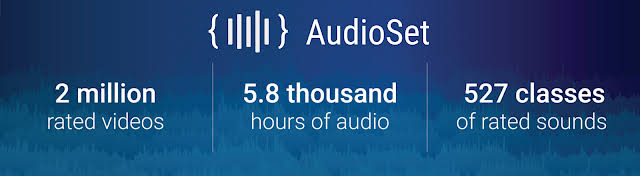 AudioSet
2 million
rated videos
5.8 thousand
hours of audio
527 classes
of rated sounds